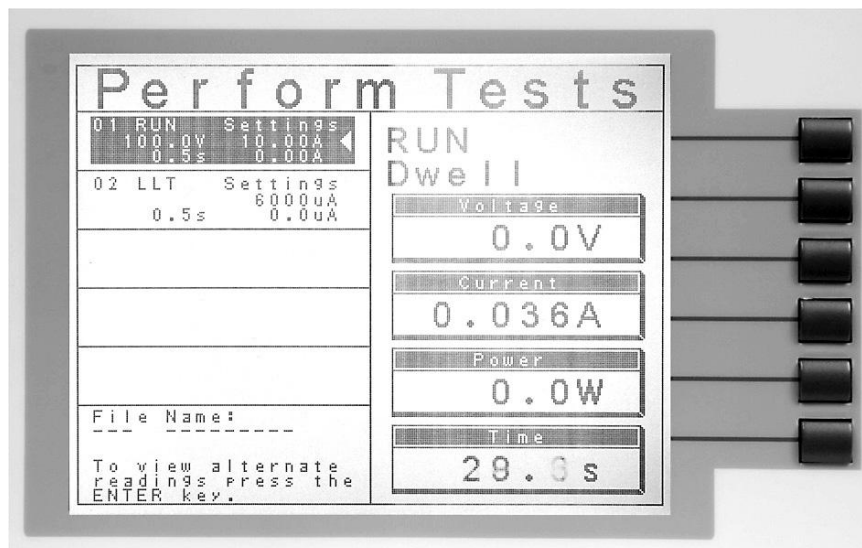 Perform Tests
01 RUN Settings
100.0V 10.00A
0.5s 0.00A
02 LLT Settings
6000uA
0.5s 0.0uA
File Name:
To view alternate
readings press the
ENTER key.
RUN
Dwell
Voltage
0.0V
Current
0.036A
Power
0.0W
Time